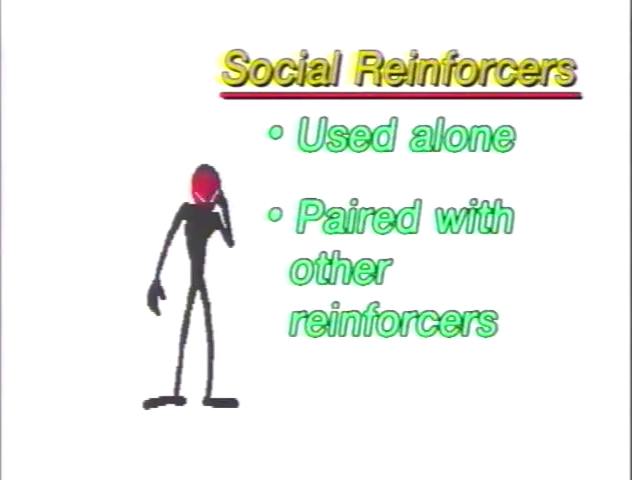 Social Reinforcers
• Used alone
• Paired with
other
reinforcers